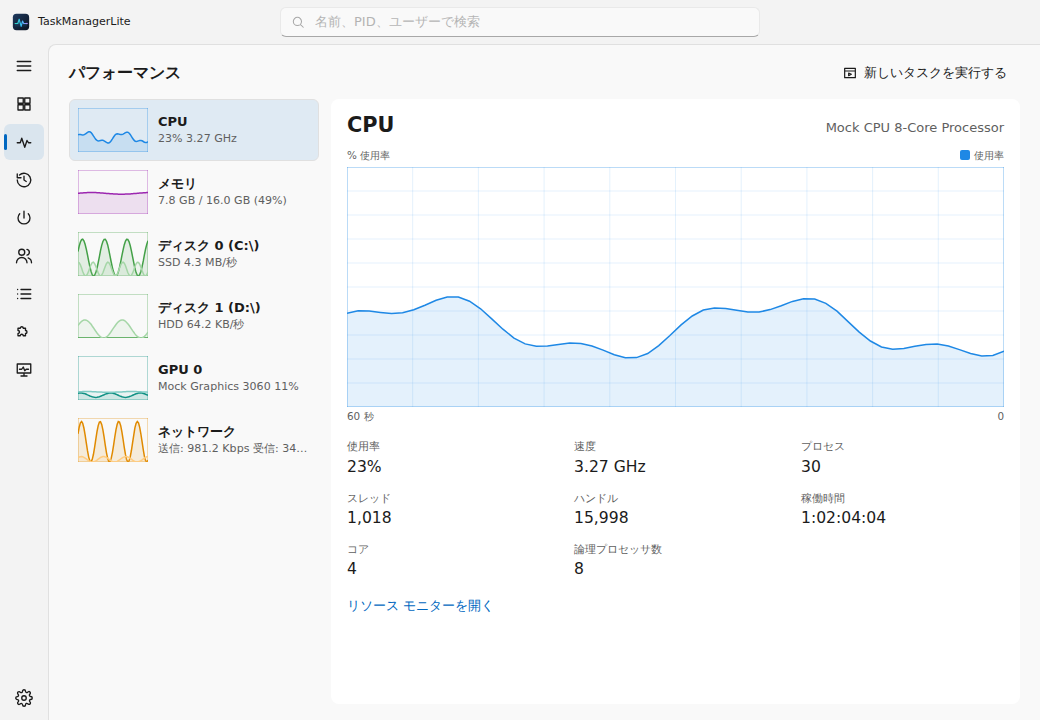 TaskManagerLite
名前、PID、ユーザーで検索
パフォーマンス
新しいタスクを実行する
CPU
23% 3.27 GHz
メモリ
7.8 GB / 16.0 GB (49%)
ディスク 0 (C:\)
SSD 4.3 MB/秒
ディスク 1 (D:\)
HDD 64.2 KB/秒
GPU 0
Mock Graphics 3060 11%
ネットワーク
送信: 981.2 Kbps 受信: 34...
CPU
Mock CPU 8-Core Processor
% 使用率
使用率
60 秒
0
使用率
速度
プロセス
23%
3.27 GHz
30
スレッド
ハンドル
稼働時間
1,018
15,998
1:02:04:04
コア
論理プロセッサ数
4
8
リソース モニターを開く